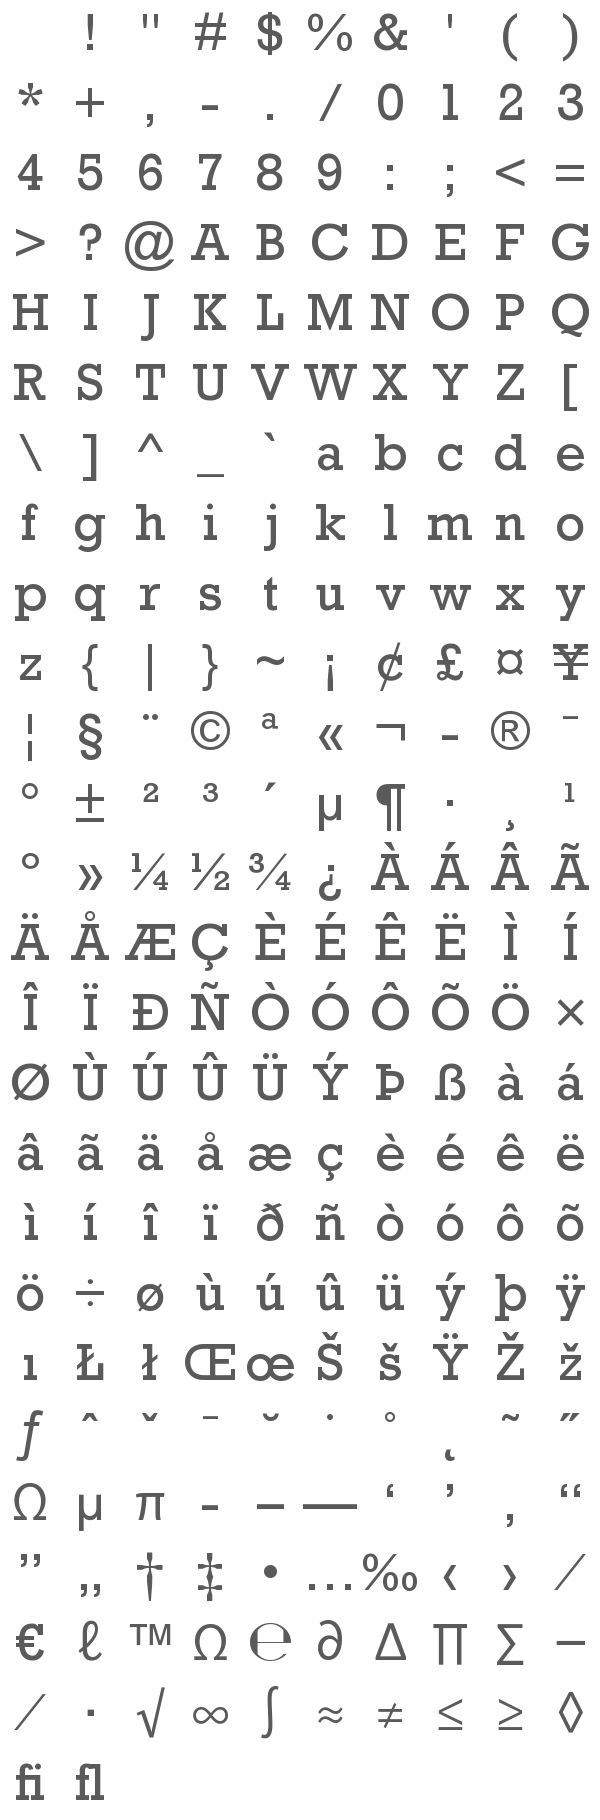 ! " # $ % & ' ( )
* + , - . / 0 1 2 3
4 5 6 7 8 9 : ; < =
> ? @ A B C D E F G
H I J K L M N O P Q
R S T U V W X Y Z [
\ ] ^ _ ` a b c d e
f g h i j k l m n o
p q r s t u v w x y
z { | } ~ ¡ ¢ £ ¤ ¥
¦ § ¨ © ª « ¬ - ® ¯
° ± ² ³ ´ µ ¶ · ¸ ¹
° » ¼ ½ ¾ ¿ À Á Â Ã
Ä Å Æ Ç È É Ê Ë Ì Í
Î Ï Ð Ñ Ò Ó Ô Õ Ö ×
Ø Ù Ú Û Ü Ý Þ ß à á
â ã ä å æ ç è é ê ë
ì í î ï ð ñ ò ó ô õ
ö ÷ ø ù ú û ü ý þ ÿ
ı Ł ł Œ œ Š š Ÿ Ž ž
ƒ ˆ ˇ ˉ ˘ ˙ ˚ ˛ ˜ ˝
Ω μ π - – — ‘ ’ ‚ “
” „ † ‡ • … ‰ ‹ › ⁄
€ ℓ ™ Ω ℮ ∂ ∆ ∏ ∑ −
∕ ∙ √ ∞ ∫ ≈ ≠ ≤ ≥ ◊
ﬁ ﬂ